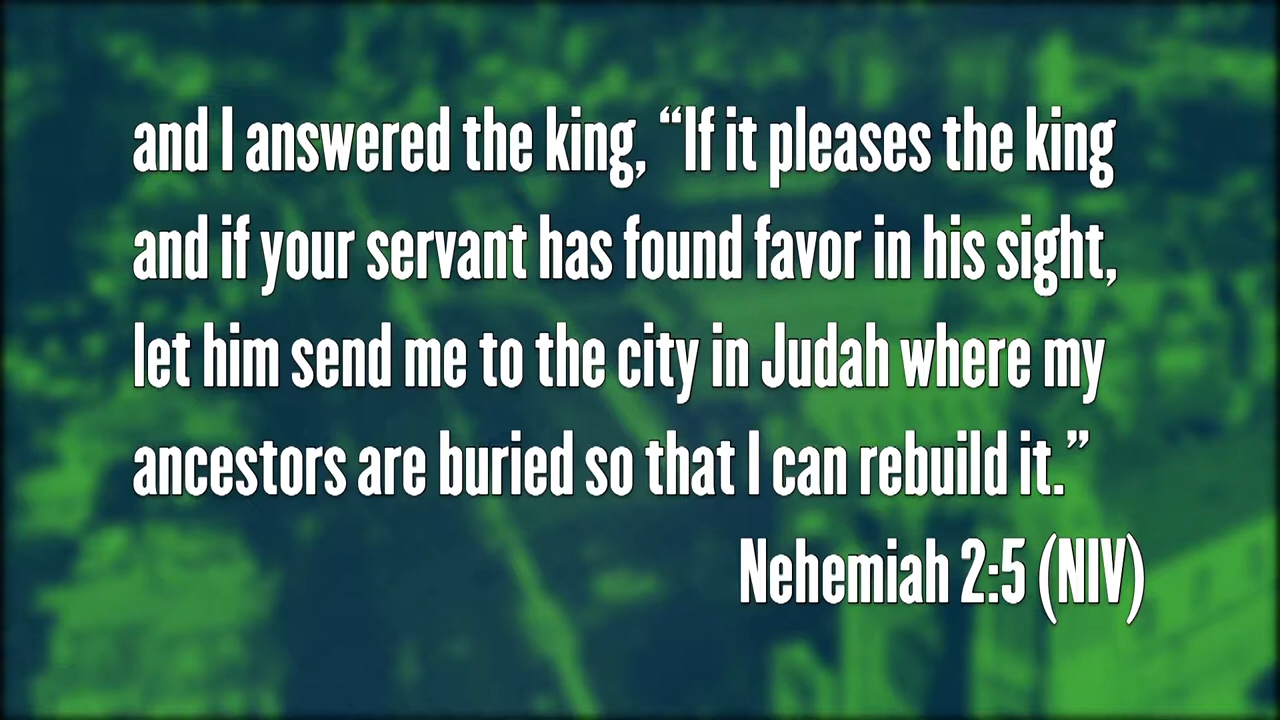 and I answered the king, “If it pleases the king
and if your servant has found favor in his sight,
let him send me to the city in Judah where my
ancestors are buried so that I can rebuild it.”
Nehemiah 2:5 (NIV)